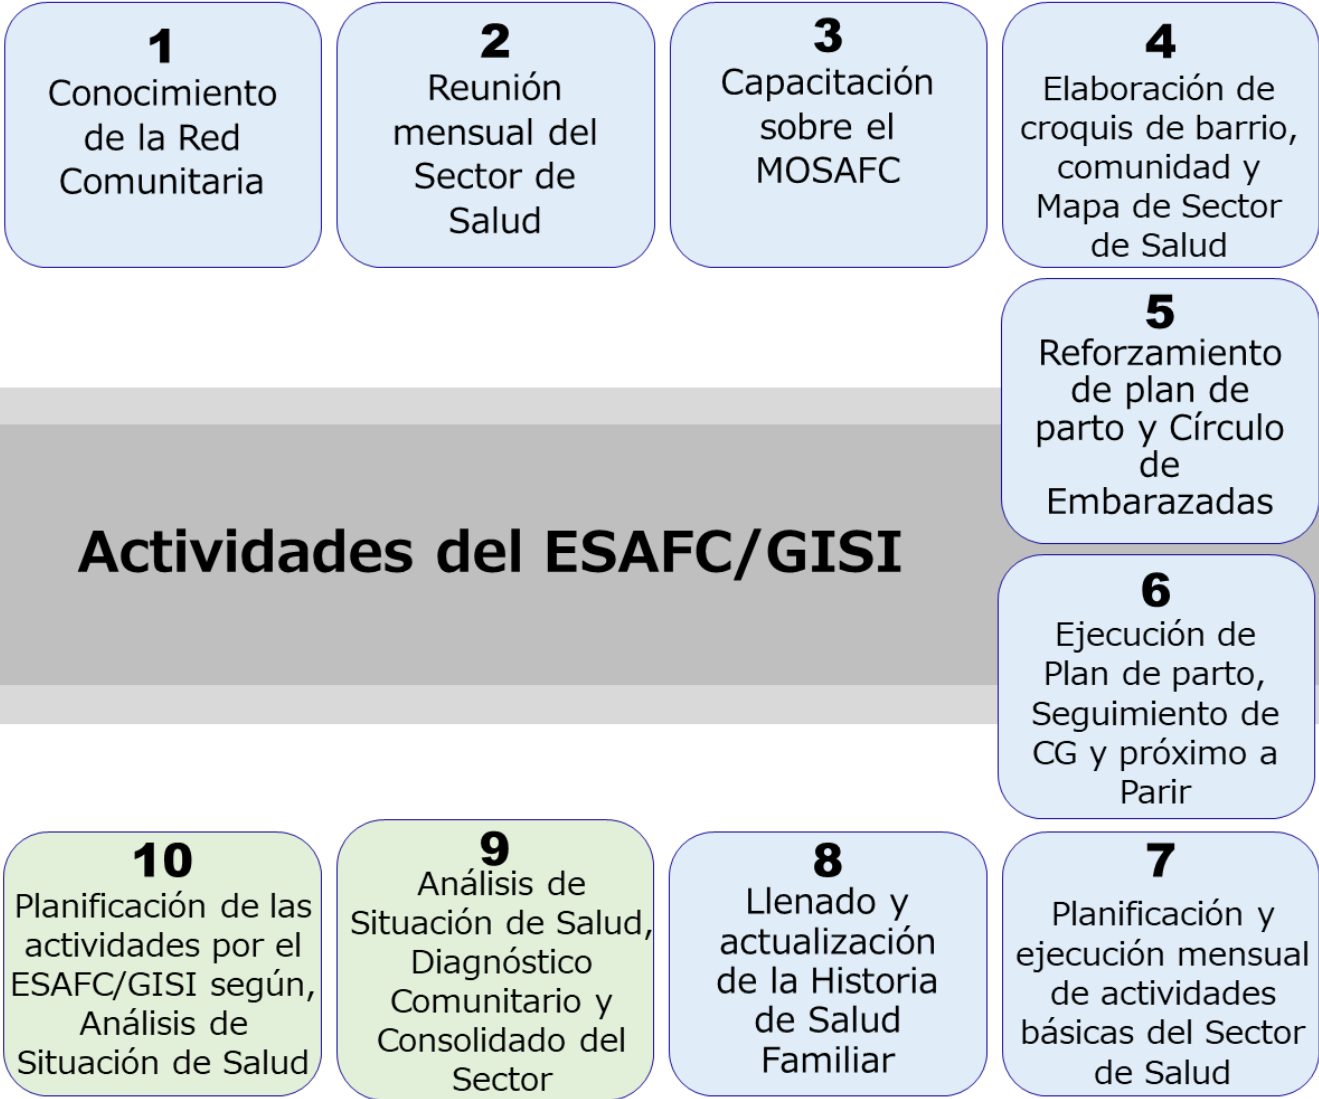 1
Conocimiento
de la Red
Comunitaria
2
Reunión
mensual del
Sector de
Salud
3
Capacitación
sobre el
MOSAFC
4
Elaboración de
croquis de barrio,
comunidad y
Mapa de Sector
de Salud
5
Reforzamiento
de plan de
parto y Círculo
de
Embarazadas
Actividades del ESAFC/GISI
6
Ejecución de
Plan de parto,
Seguimiento de
CG y próximo a
Parir
7
Planificación y
ejecución mensual
de actividades
básicas del Sector
de Salud
8
Llenado y
actualización
de la Historia
de Salud
Familiar
9
Análisis de
Situación de Salud,
Diagnóstico
Comunitario y
Consolidado del
Sector
10
Planificación de las
actividades por el
ESAFC/GISI según,
Análisis de
Situación de Salud